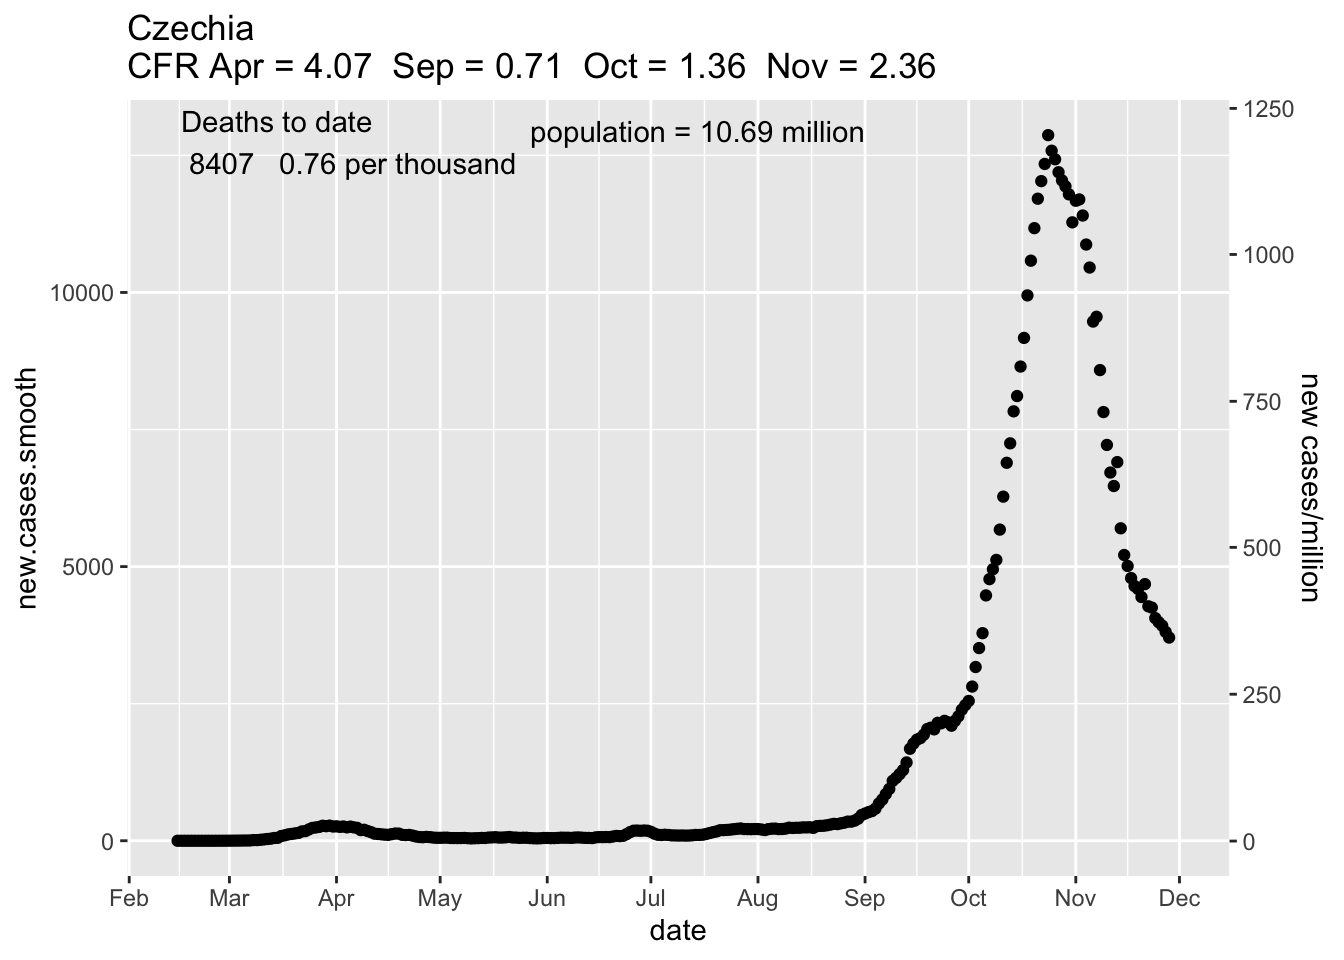 Czechia
CFR Apr = 4.07  Sep = 0.71  Oct = 1.36  Nov = 2.36
Deaths to date
8407   0.76 per thousand
population = 10.69 million
new.cases.smooth
10000
5000
0
1250
1000
750
500
250
0
new cases/million
Feb Mar Apr May Jun Jul Aug Sep Oct Nov Dec
date